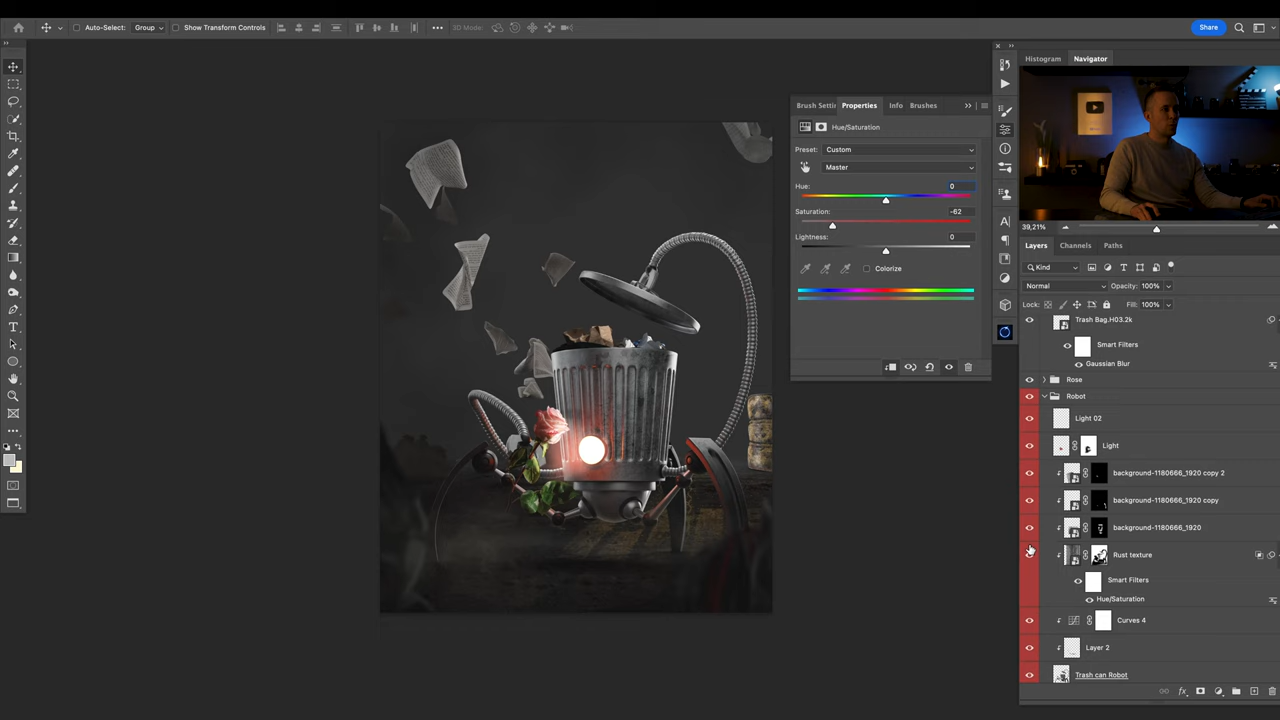 Auto-Select: Group Show Transform Controls 3D Mode: Share
Histogram Navigator
Brush Setti Properties Info Brushes
Hue/Saturation
Preset: Custom
Master
Hue: 0
Saturation: -62
Lightness: 0
Colorize
39,21%
Layers Channels Paths
Kind
Normal Opacity: 100%
Lock: Fill: 100%
Trash Bag.H03.2k
Smart Filters
Gaussian Blur
Rose
Robot
Light 02
Light
background-1180666_1920 copy 2
background-1180666_1920 copy
background-1180666_1920
Rust texture
Smart Filters
Hue/Saturation
Curves 4
Layer 2
Trash can Robot